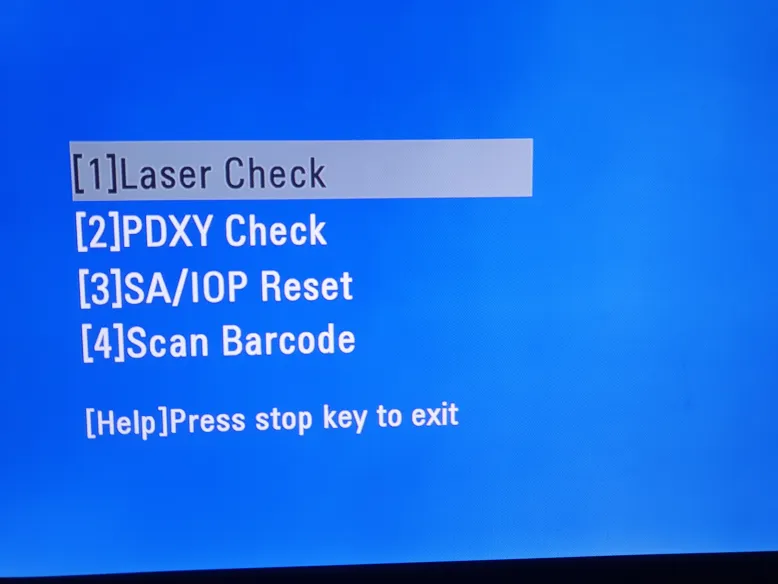 [1]Laser Check
[2]PDXY Check
[3]SA/IOP Reset
[4]Scan Barcode
[Help]Press stop key to exit